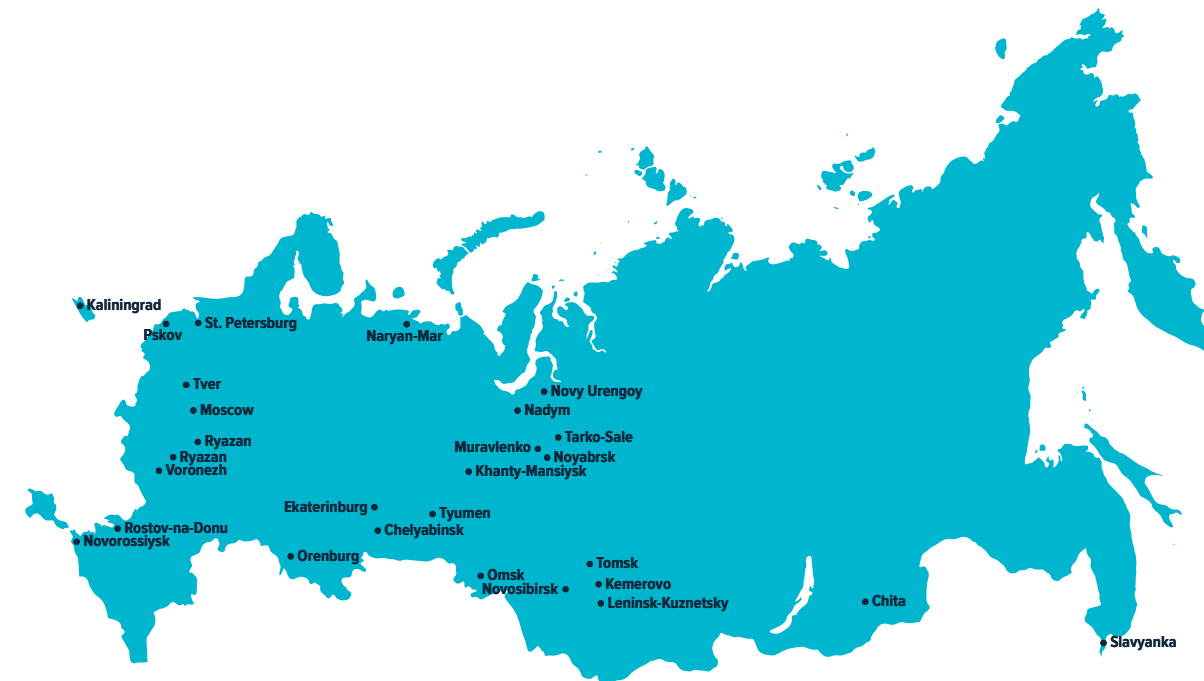 Kaliningrad
St. Petersburg
Pskov
Naryan-Mar
Tver
Novy Urengoy
Moscow
Nadym
Ryazan
Tarko-Sale
Muravlenko
Ryazan
Noyabrsk
Voronezh
Khanty-Mansiysk
Ekaterinburg
Tyumen
Rostov-na-Donu
Chelyabinsk
Novorossiysk
Orenburg
Tomsk
Omsk
Kemerovo
Novosibirsk
Leninsk-Kuznetsky
Chita
Slavyanka